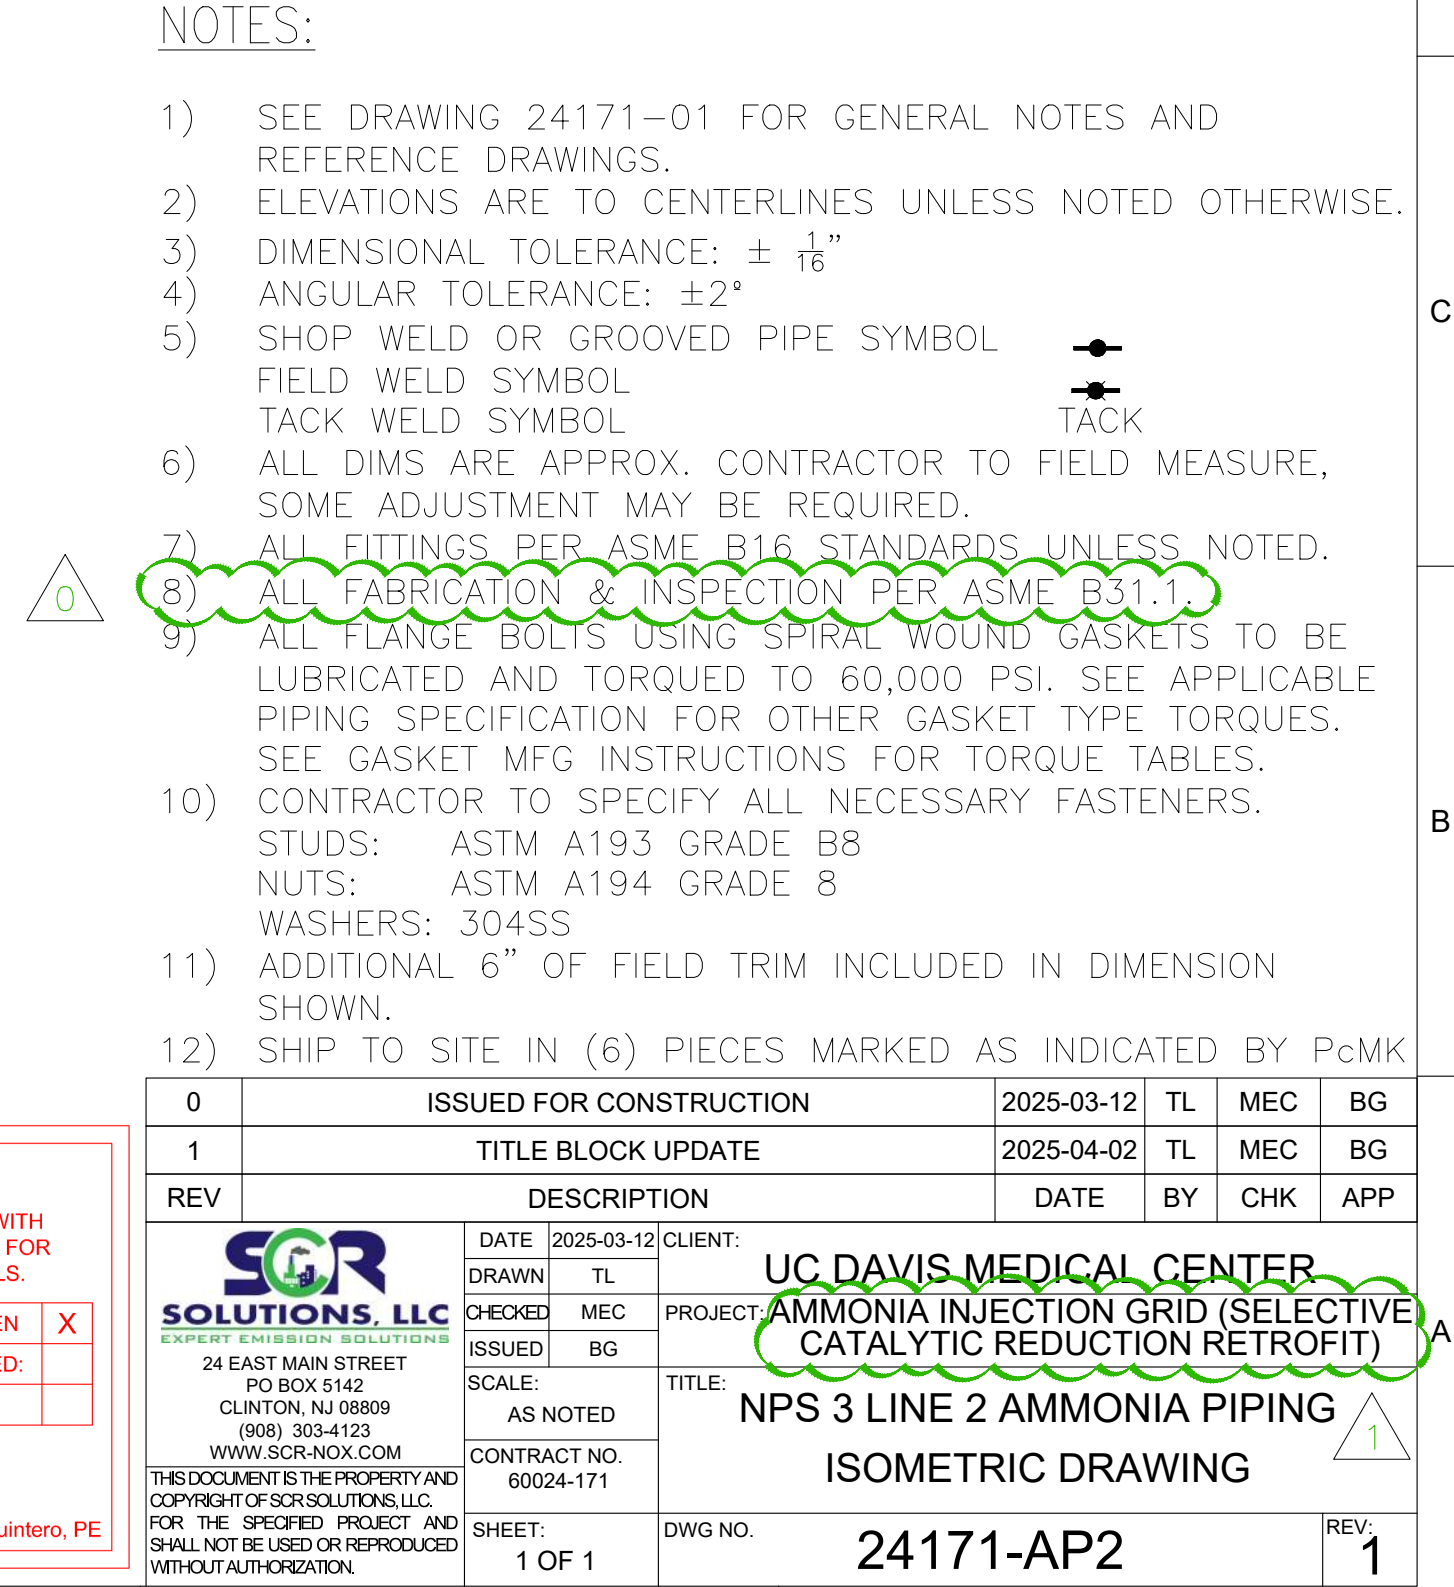 NOTES:
1) SEE DRAWING 24171-01 FOR GENERAL NOTES AND
REFERENCE DRAWINGS.
2) ELEVATIONS ARE TO CENTERLINES UNLESS NOTED OTHERWISE.
3) DIMENSIONAL TOLERANCE: ± 1/16"
4) ANGULAR TOLERANCE: ±2°
5) SHOP WELD OR GROOVED PIPE SYMBOL
FIELD WELD SYMBOL
TACK WELD SYMBOL TACK
6) ALL DIMS ARE APPROX. CONTRACTOR TO FIELD MEASURE,
SOME ADJUSTMENT MAY BE REQUIRED.
7) ALL FITTINGS PER ASME B16 STANDARDS UNLESS NOTED.
0
8) ALL FABRICATION & INSPECTION PER ASME B31.1.
9) ALL FLANGE BOLTS USING SPIRAL WOUND GASKETS TO BE
LUBRICATED AND TORQUED TO 60,000 PSI. SEE APPLICABLE
PIPING SPECIFICATION FOR OTHER GASKET TYPE TORQUES.
SEE GASKET MFG INSTRUCTIONS FOR TORQUE TABLES.
10) CONTRACTOR TO SPECIFY ALL NECESSARY FASTENERS.
STUDS: ASTM A193 GRADE B8
NUTS: ASTM A194 GRADE 8
WASHERS: 304SS
11) ADDITIONAL 6" OF FIELD TRIM INCLUDED IN DIMENSION
SHOWN.
12) SHIP TO SITE IN (6) PIECES MARKED AS INDICATED BY PcMK
C
B
A
0 ISSUED FOR CONSTRUCTION 2025-03-12 TL MEC BG
1 TITLE BLOCK UPDATE 2025-04-02 TL MEC BG
REV DESCRIPTION DATE BY CHK APP
WITH
FOR
LS.
EN X
ED:
uintero, PE
SCR
SOLUTIONS, LLC
EXPERT EMISSION SOLUTIONS
24 EAST MAIN STREET
PO BOX 5142
CLINTON, NJ 08809
(908) 303-4123
WWW.SCR-NOX.COM
THIS DOCUMENT IS THE PROPERTY AND
COPYRIGHT OF SCR SOLUTIONS, LLC.
FOR THE SPECIFIED PROJECT AND
SHALL NOT BE USED OR REPRODUCED
WITHOUT AUTHORIZATION.
DATE 2025-03-12
DRAWN TL
CHECKED MEC
ISSUED BG
SCALE:
AS NOTED
CONTRACT NO.
60024-171
SHEET:
1 OF 1
CLIENT:
UC DAVIS MEDICAL CENTER
PROJECT: AMMONIA INJECTION GRID (SELECTIVE
CATALYTIC REDUCTION RETROFIT)
TITLE:
NPS 3 LINE 2 AMMONIA PIPING
ISOMETRIC DRAWING
1
DWG NO.
24171-AP2
REV:
1